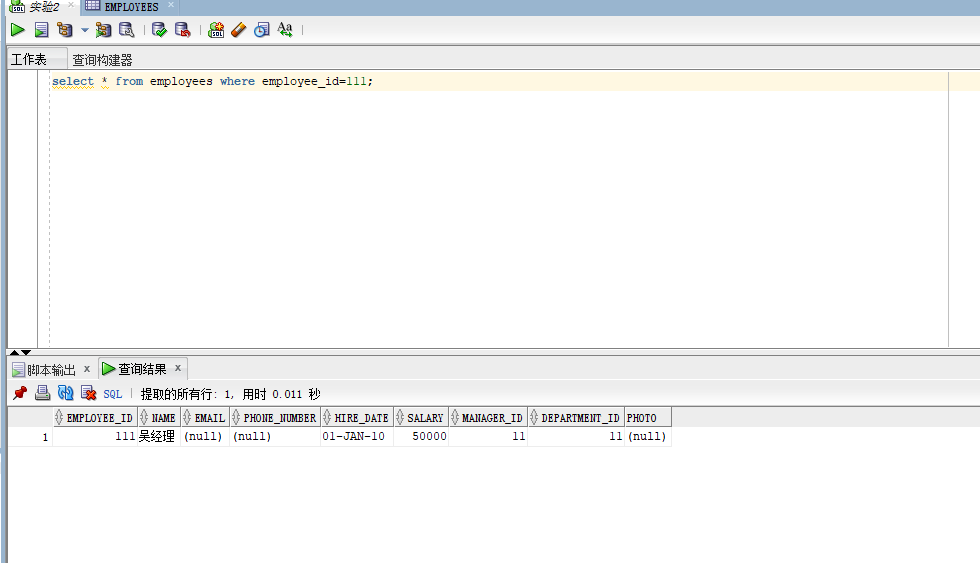 实验2 × EMPLOYEES ×
工作表 查询构建器
select * from employees where employee_id=111;
脚本输出 × 查询结果 ×
SQL | 提取的所有行: 1, 用时 0.011 秒
EMPLOYEE_ID NAME EMAIL PHONE_NUMBER HIRE_DATE SALARY MANAGER_ID DEPARTMENT_ID PHOTO
1 111 吴经理 (null) (null) 01-JAN-10 50000 11 11 (null)